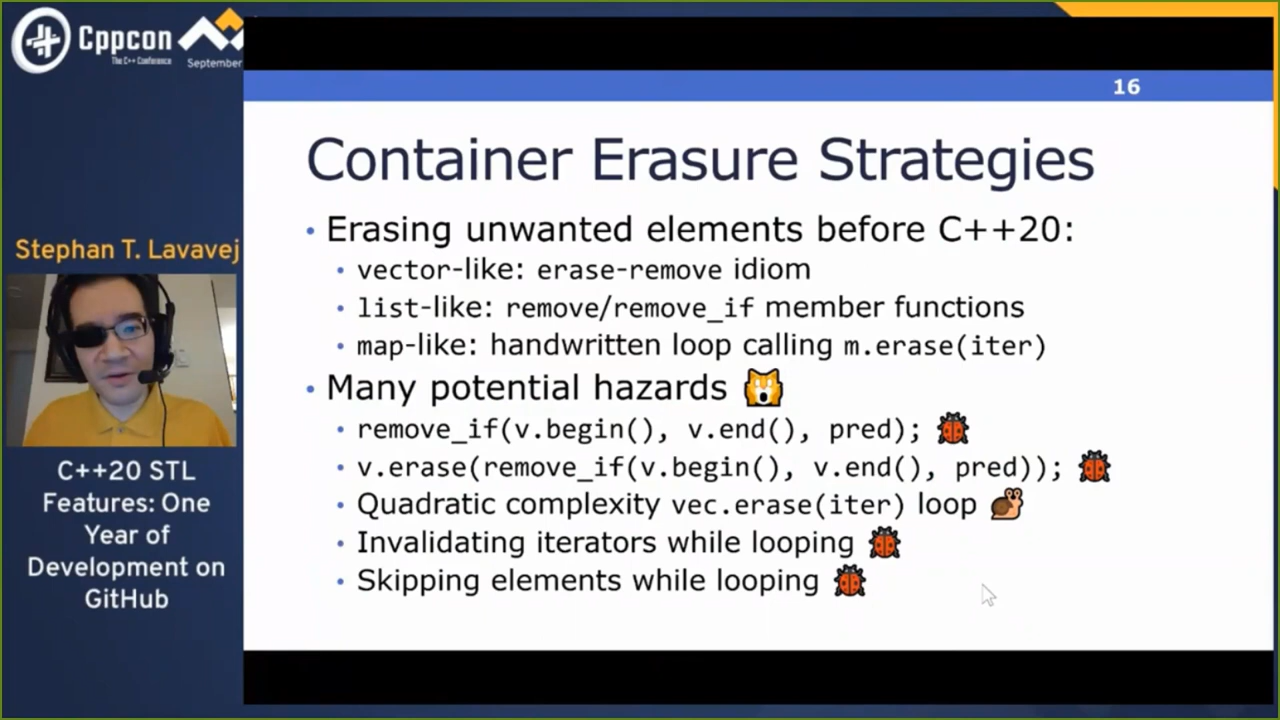 Cppcon
The C++ Conference
September
Stephan T. Lavavej
C++20 STL
Features: One
Year of
Development on
GitHub
16
Container Erasure Strategies
• Erasing unwanted elements before C++20:
• vector-like: erase-remove idiom
• list-like: remove/remove_if member functions
• map-like: handwritten loop calling m.erase(iter)
• Many potential hazards 🙀
• remove_if(v.begin(), v.end(), pred); 🐞
• v.erase(remove_if(v.begin(), v.end(), pred)); 🐞
• Quadratic complexity vec.erase(iter) loop 🐌
• Invalidating iterators while looping 🐞
• Skipping elements while looping 🐞